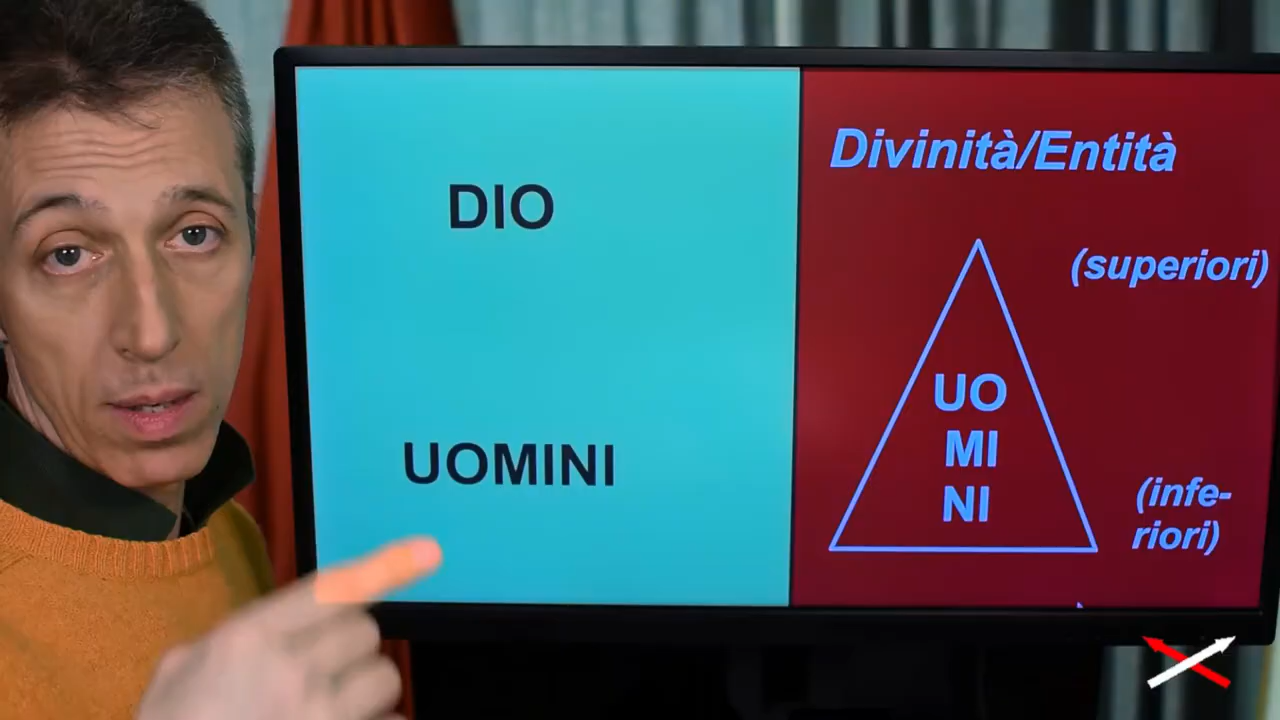 DIO
UOMINI
Divinità/Entità
(superiori)
UO
MI
NI
(infe-
riori)